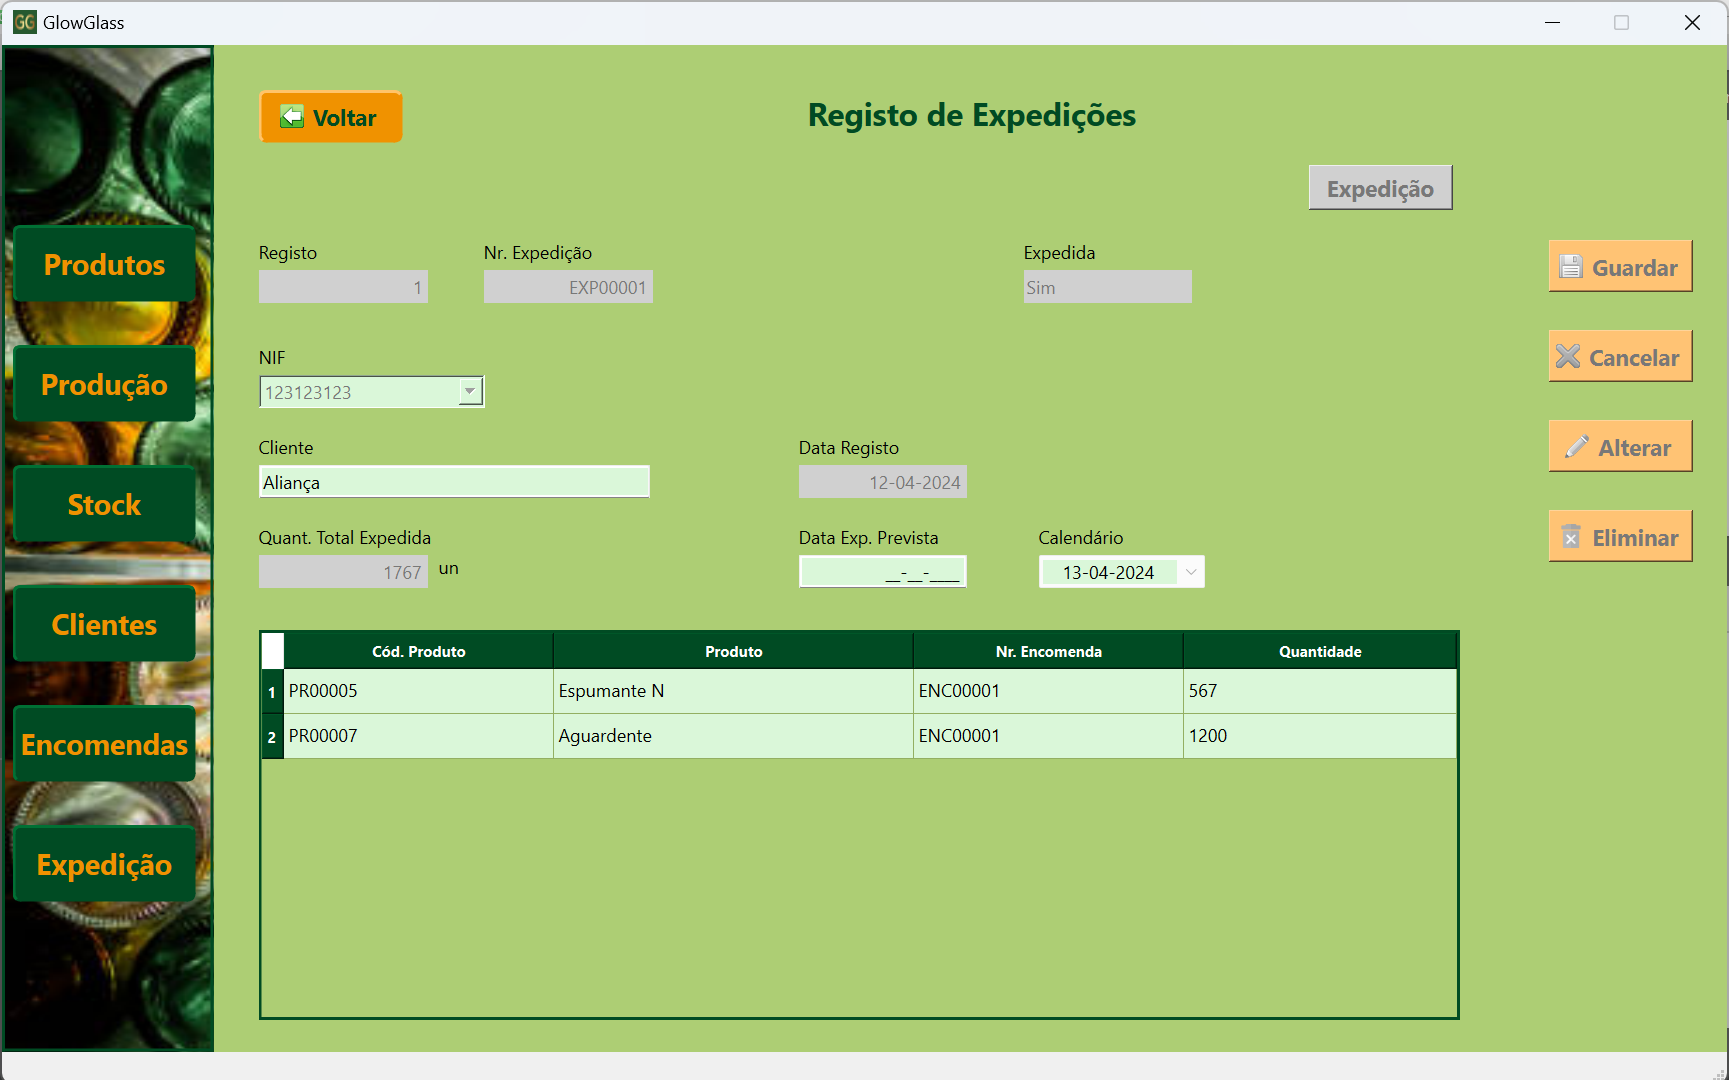 GG GlowGlass
Voltar
Registo de Expedições
Expedição
Produtos
Produção
Stock
Clientes
Encomendas
Expedição
Registo
Nr. Expedição
Expedida
1
EXP00001
Sim
NIF
123123123
Cliente
Data Registo
Aliança
12-04-2024
Quant. Total Expedida
Data Exp. Prevista
Calendário
1767 un
__-__-____
13-04-2024
Guardar
Cancelar
Alterar
Eliminar
Cód. Produto Produto Nr. Encomenda Quantidade
1 PR00005 Espumante N ENC00001 567
2 PR00007 Aguardente ENC00001 1200